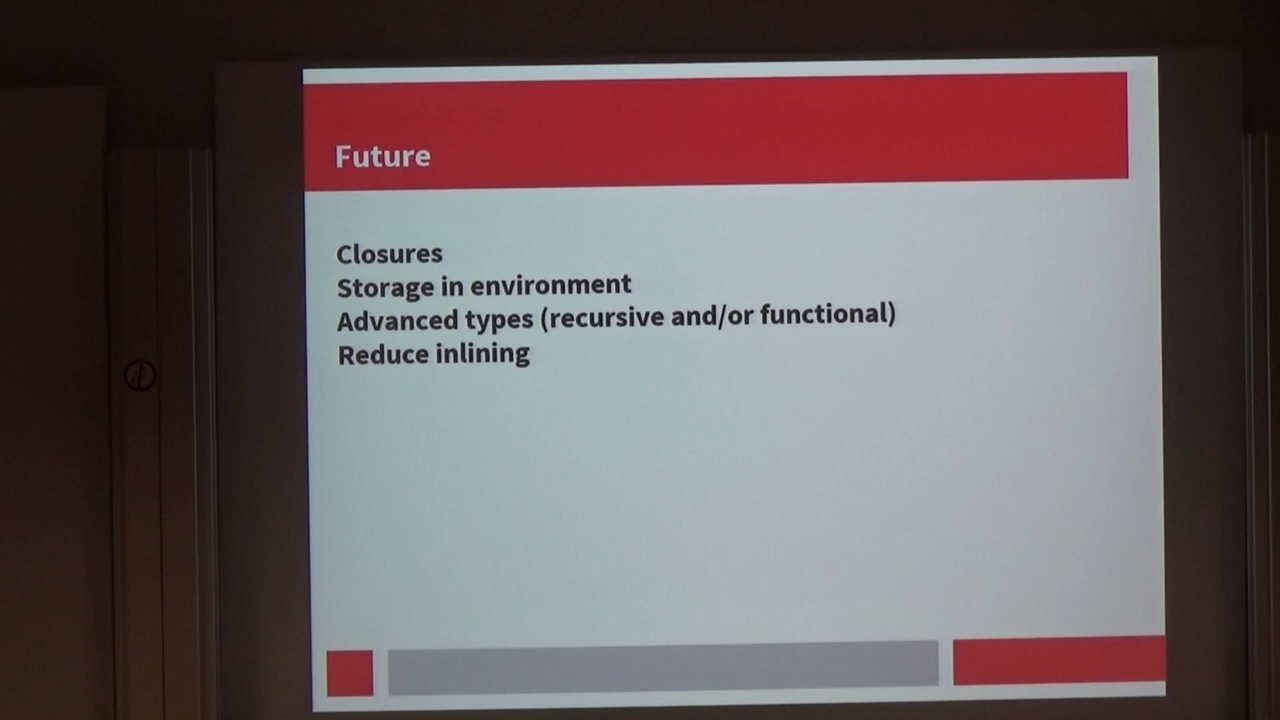 Future
Closures
Storage in environment
Advanced types (recursive and/or functional)
Reduce inlining